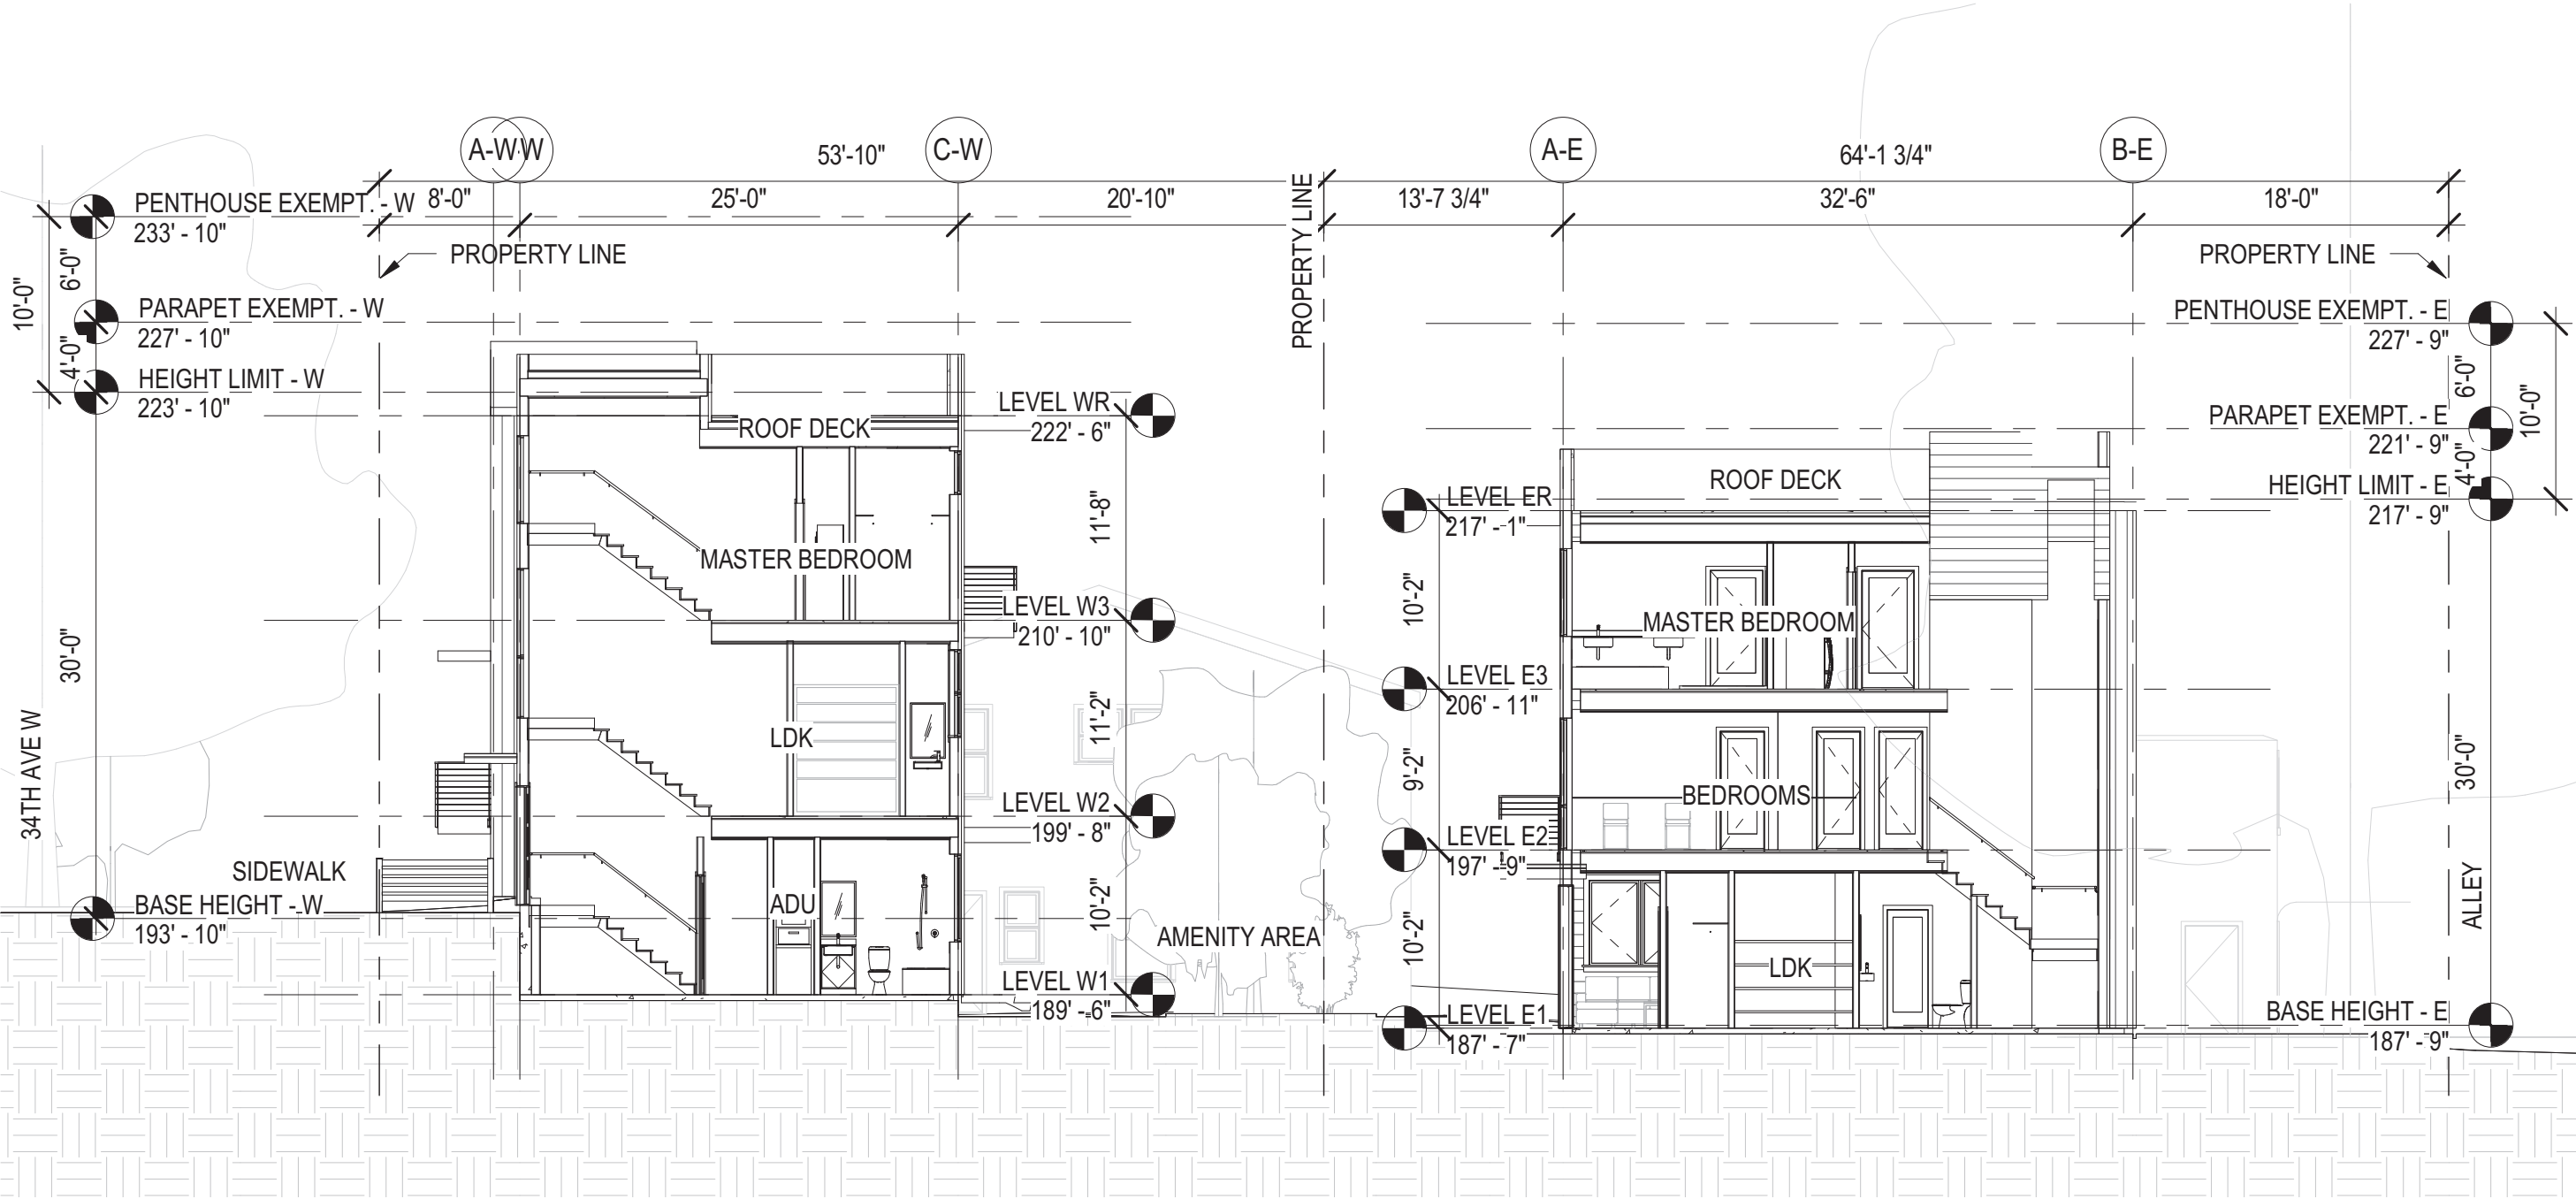 A-W
W
C-W
A-E
B-E
53'-10"
64'-1 3/4"
8'-0"
25'-0"
20'-10"
13'-7 3/4"
32'-6"
18'-0"
PENTHOUSE EXEMPT. - W
233' - 10"
PROPERTY LINE
PARAPET EXEMPT. - W
227' - 10"
HEIGHT LIMIT - W
223' - 10"
10'-0"
6'-0"
4'-0"
30'-0"
34TH AVE W
SIDEWALK
BASE HEIGHT - W
193' - 10"
ROOF DECK
MASTER BEDROOM
LDK
ADU
LEVEL WR
222' - 6"
11'-8"
LEVEL W3
210' - 10"
11'-2"
LEVEL W2
199' - 8"
10'-2"
LEVEL W1
189' - 6"
AMENITY AREA
PROPERTY LINE
LEVEL ER
217' - 1"
10'-2"
LEVEL E3
206' - 11"
9'-2"
LEVEL E2
197' - 9"
10'-2"
LEVEL E1
187' - 7"
ROOF DECK
MASTER BEDROOM
BEDROOMS
LDK
PROPERTY LINE
PENTHOUSE EXEMPT. - E
227' - 9"
PARAPET EXEMPT. - E
221' - 9"
HEIGHT LIMIT - E
217' - 9"
6'-0"
4'-0"
10'-0"
30'-0"
ALLEY
BASE HEIGHT - E
187' - 9"